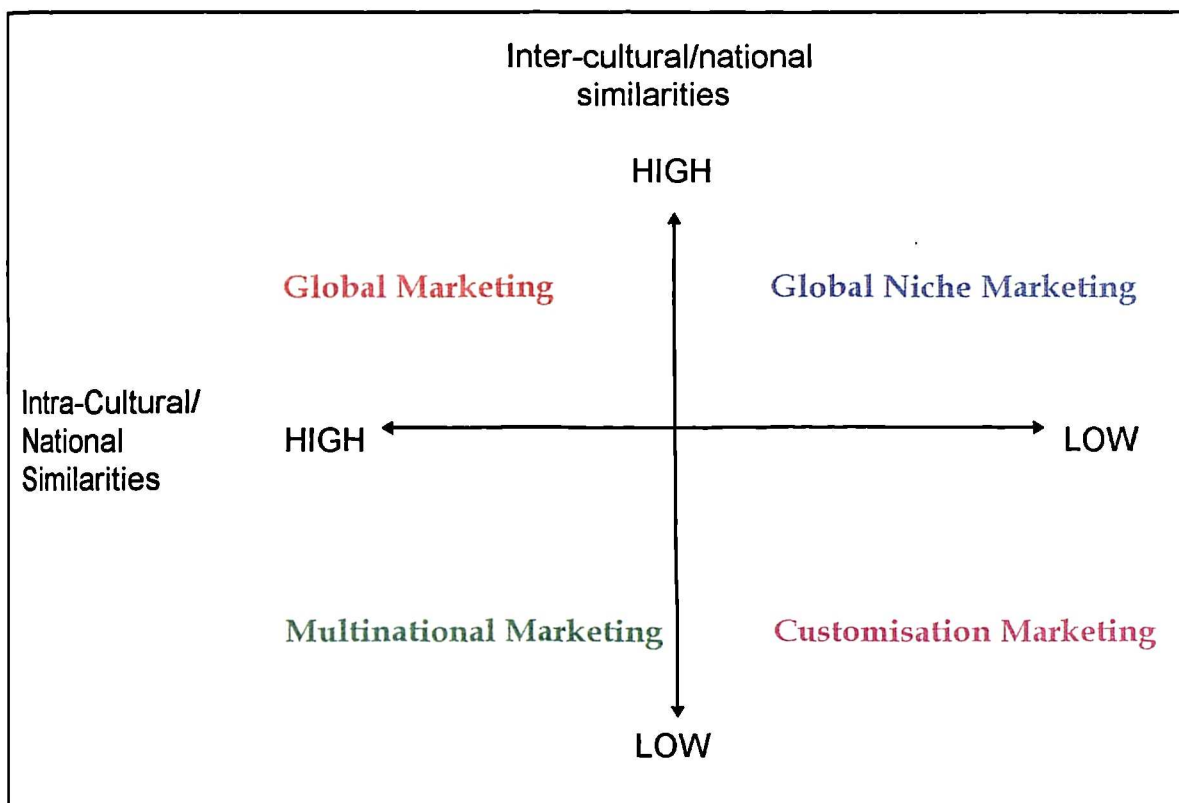 Inter-cultural/national
similarities
HIGH
Global Marketing
Global Niche Marketing
Intra-Cultural/
National
Similarities
HIGH
LOW
Multinational Marketing
Customisation Marketing
LOW